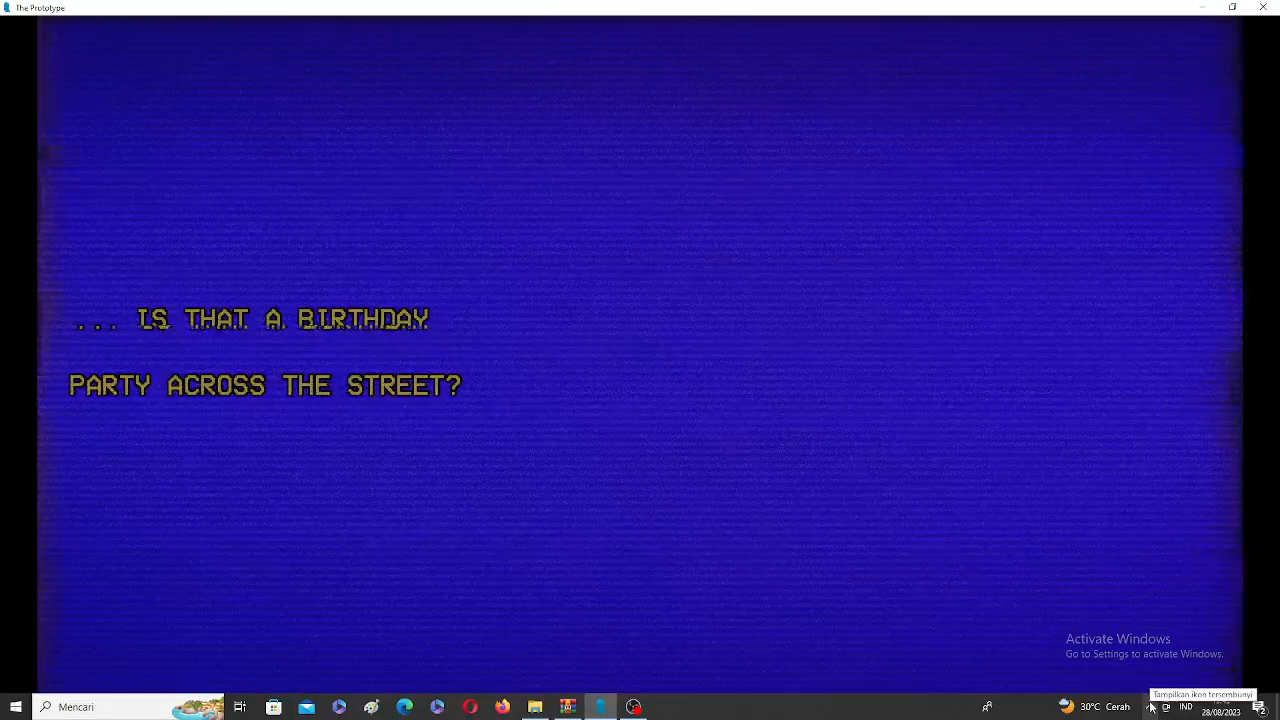 The Prototype
... IS THAT A BIRTHDAY
PARTY ACROSS THE STREET?
Activate Windows
Go to Settings to activate Windows.
Tampilkan ikon tersembunyi
Mencari
30°C Cerah
IND
28/08/2023